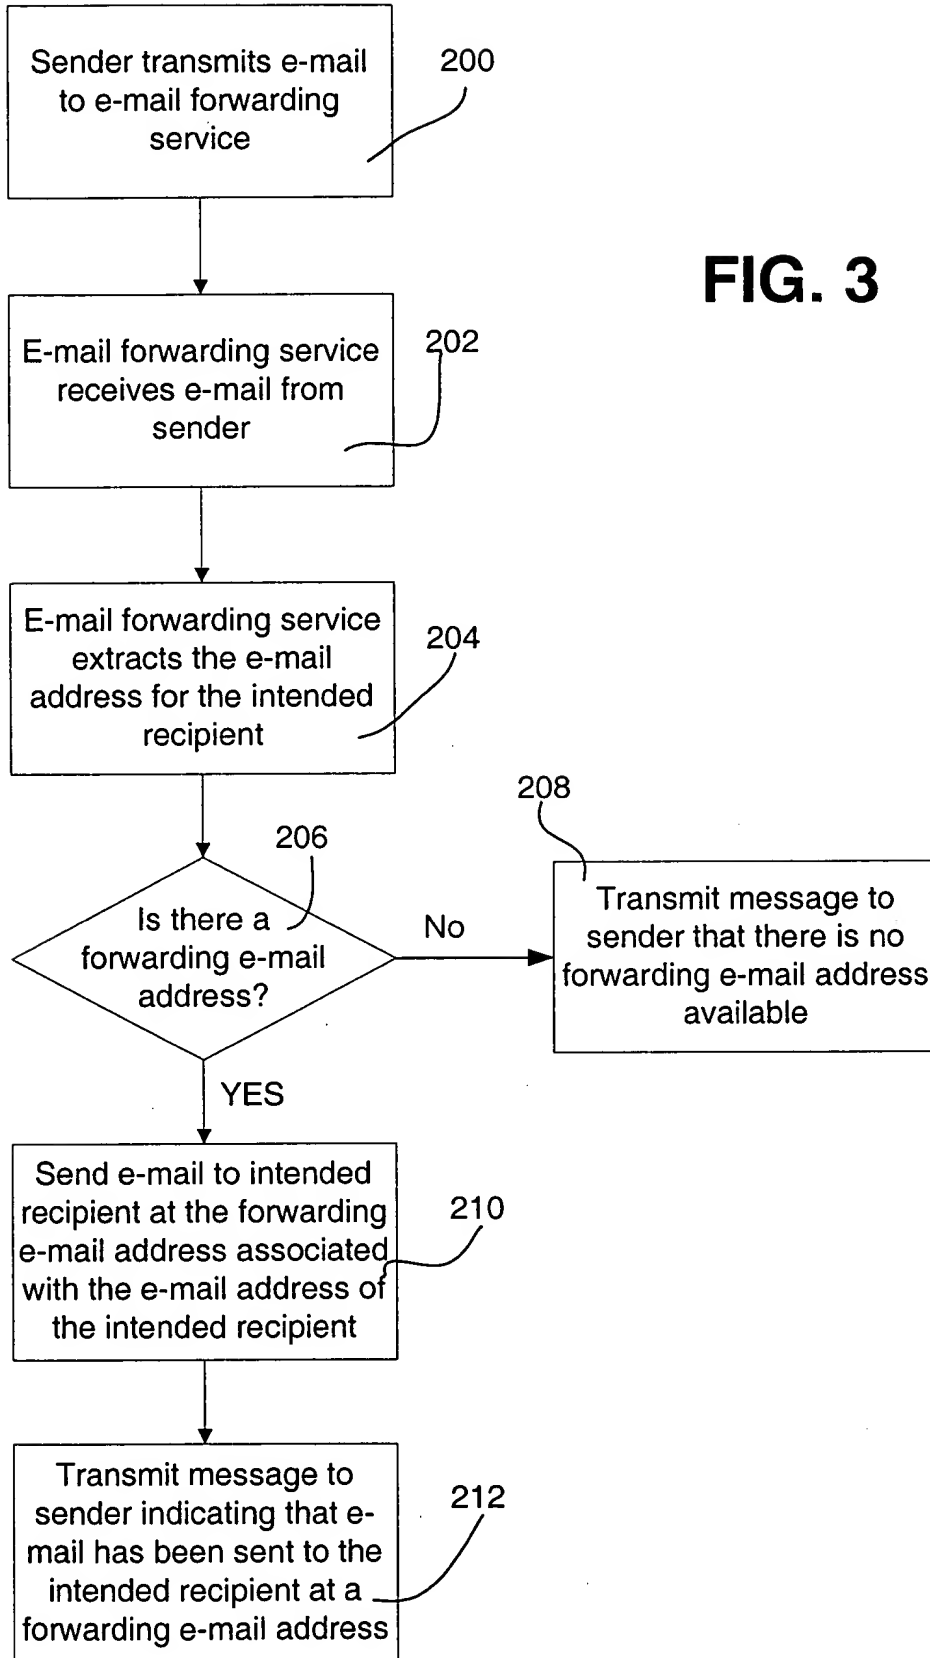 Sender transmits e-mail
to e-mail forwarding
service
200
FIG. 3
E-mail forwarding service
receives e-mail from
sender
202
E-mail forwarding service
extracts the e-mail
address for the intended
recipient
204
206
Is there a
forwarding e-mail
address?
No
208
Transmit message to
sender that there is no
forwarding e-mail address
available
YES
Send e-mail to intended
recipient at the forwarding
e-mail address associated
with the e-mail address of
the intended recipient
210
Transmit message to
sender indicating that e-
mail has been sent to the
intended recipient at a
forwarding e-mail address
212